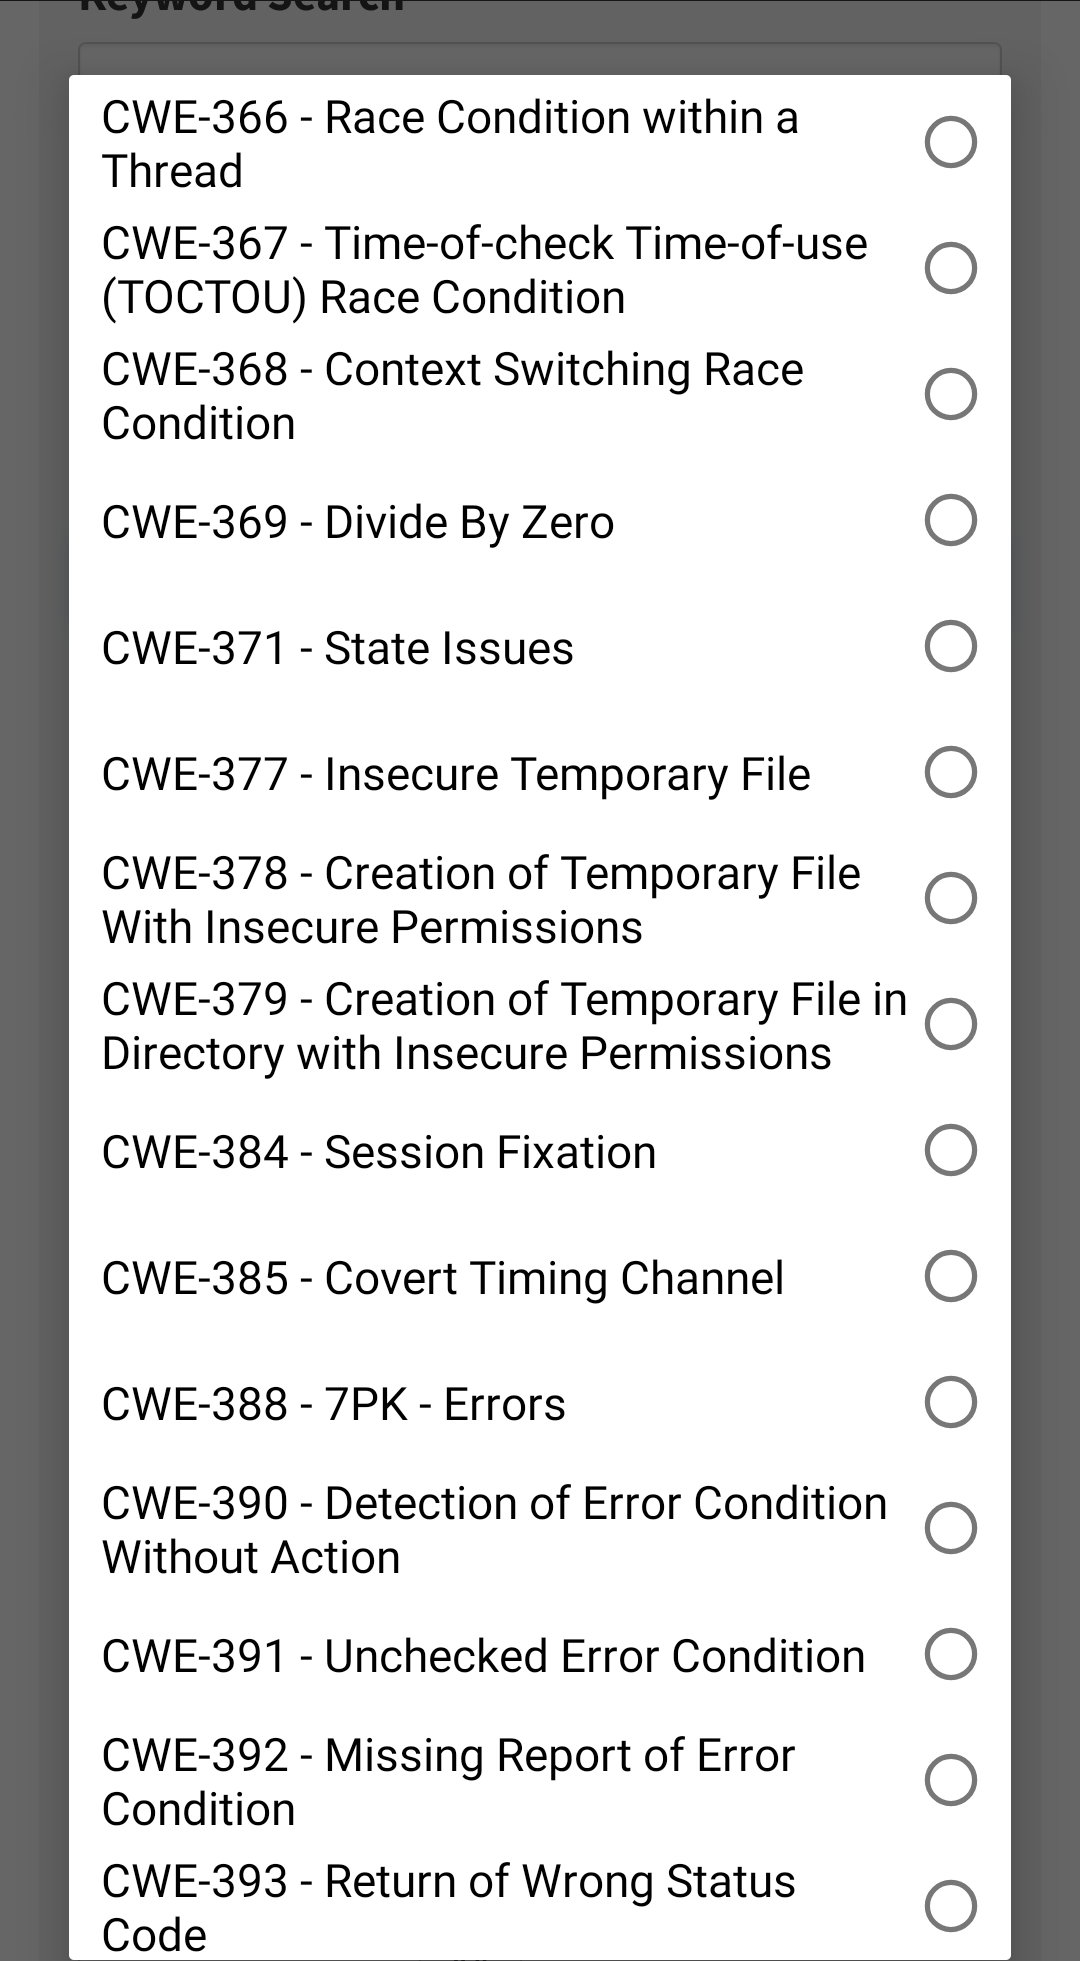 Keyword Search
CWE-366 - Race Condition within a
Thread
CWE-367 - Time-of-check Time-of-use
(TOCTOU) Race Condition
CWE-368 - Context Switching Race
Condition
CWE-369 - Divide By Zero
CWE-371 - State Issues
CWE-377 - Insecure Temporary File
CWE-378 - Creation of Temporary File
With Insecure Permissions
CWE-379 - Creation of Temporary File in
Directory with Insecure Permissions
CWE-384 - Session Fixation
CWE-385 - Covert Timing Channel
CWE-388 - 7PK - Errors
CWE-390 - Detection of Error Condition
Without Action
CWE-391 - Unchecked Error Condition
CWE-392 - Missing Report of Error
Condition
CWE-393 - Return of Wrong Status
Code